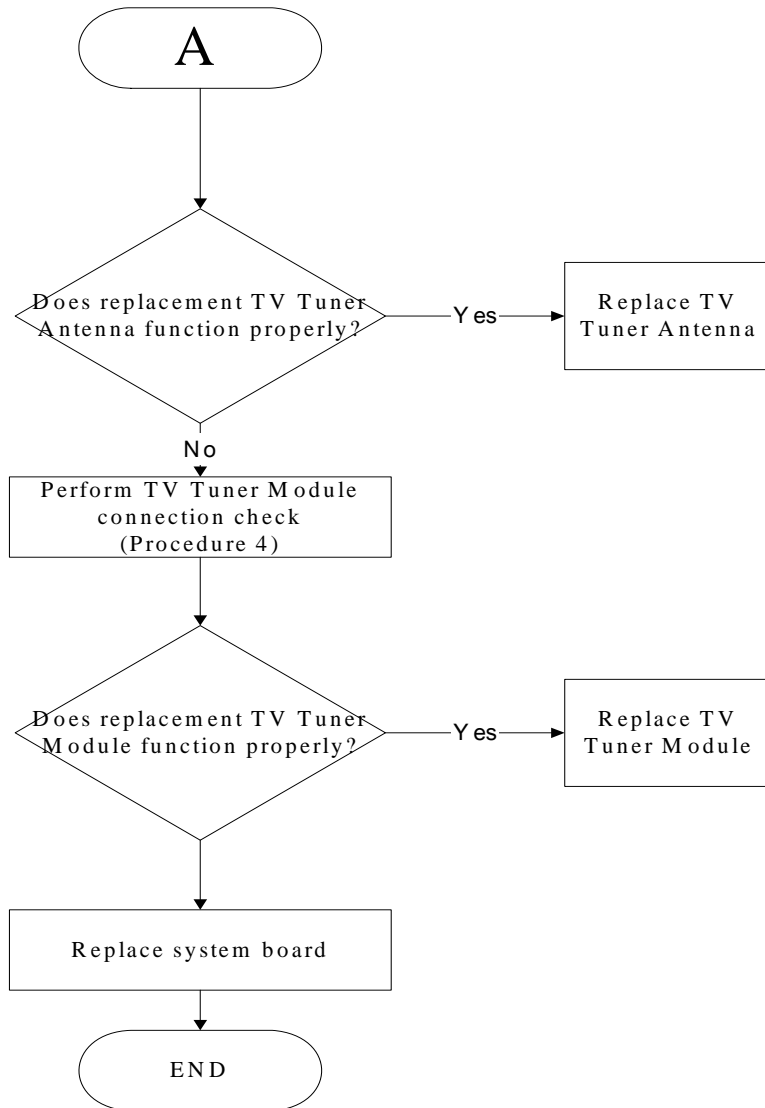 A
Does replacement TV Tuner
Antenna function properly?
Yes
Replace TV
Tuner Antenna
No
Perform TV Tuner Module
connection check
(Procedure 4)
Does replacement TV Tuner
Module function properly?
Yes
Replace TV
Tuner Module
Replace system board
END